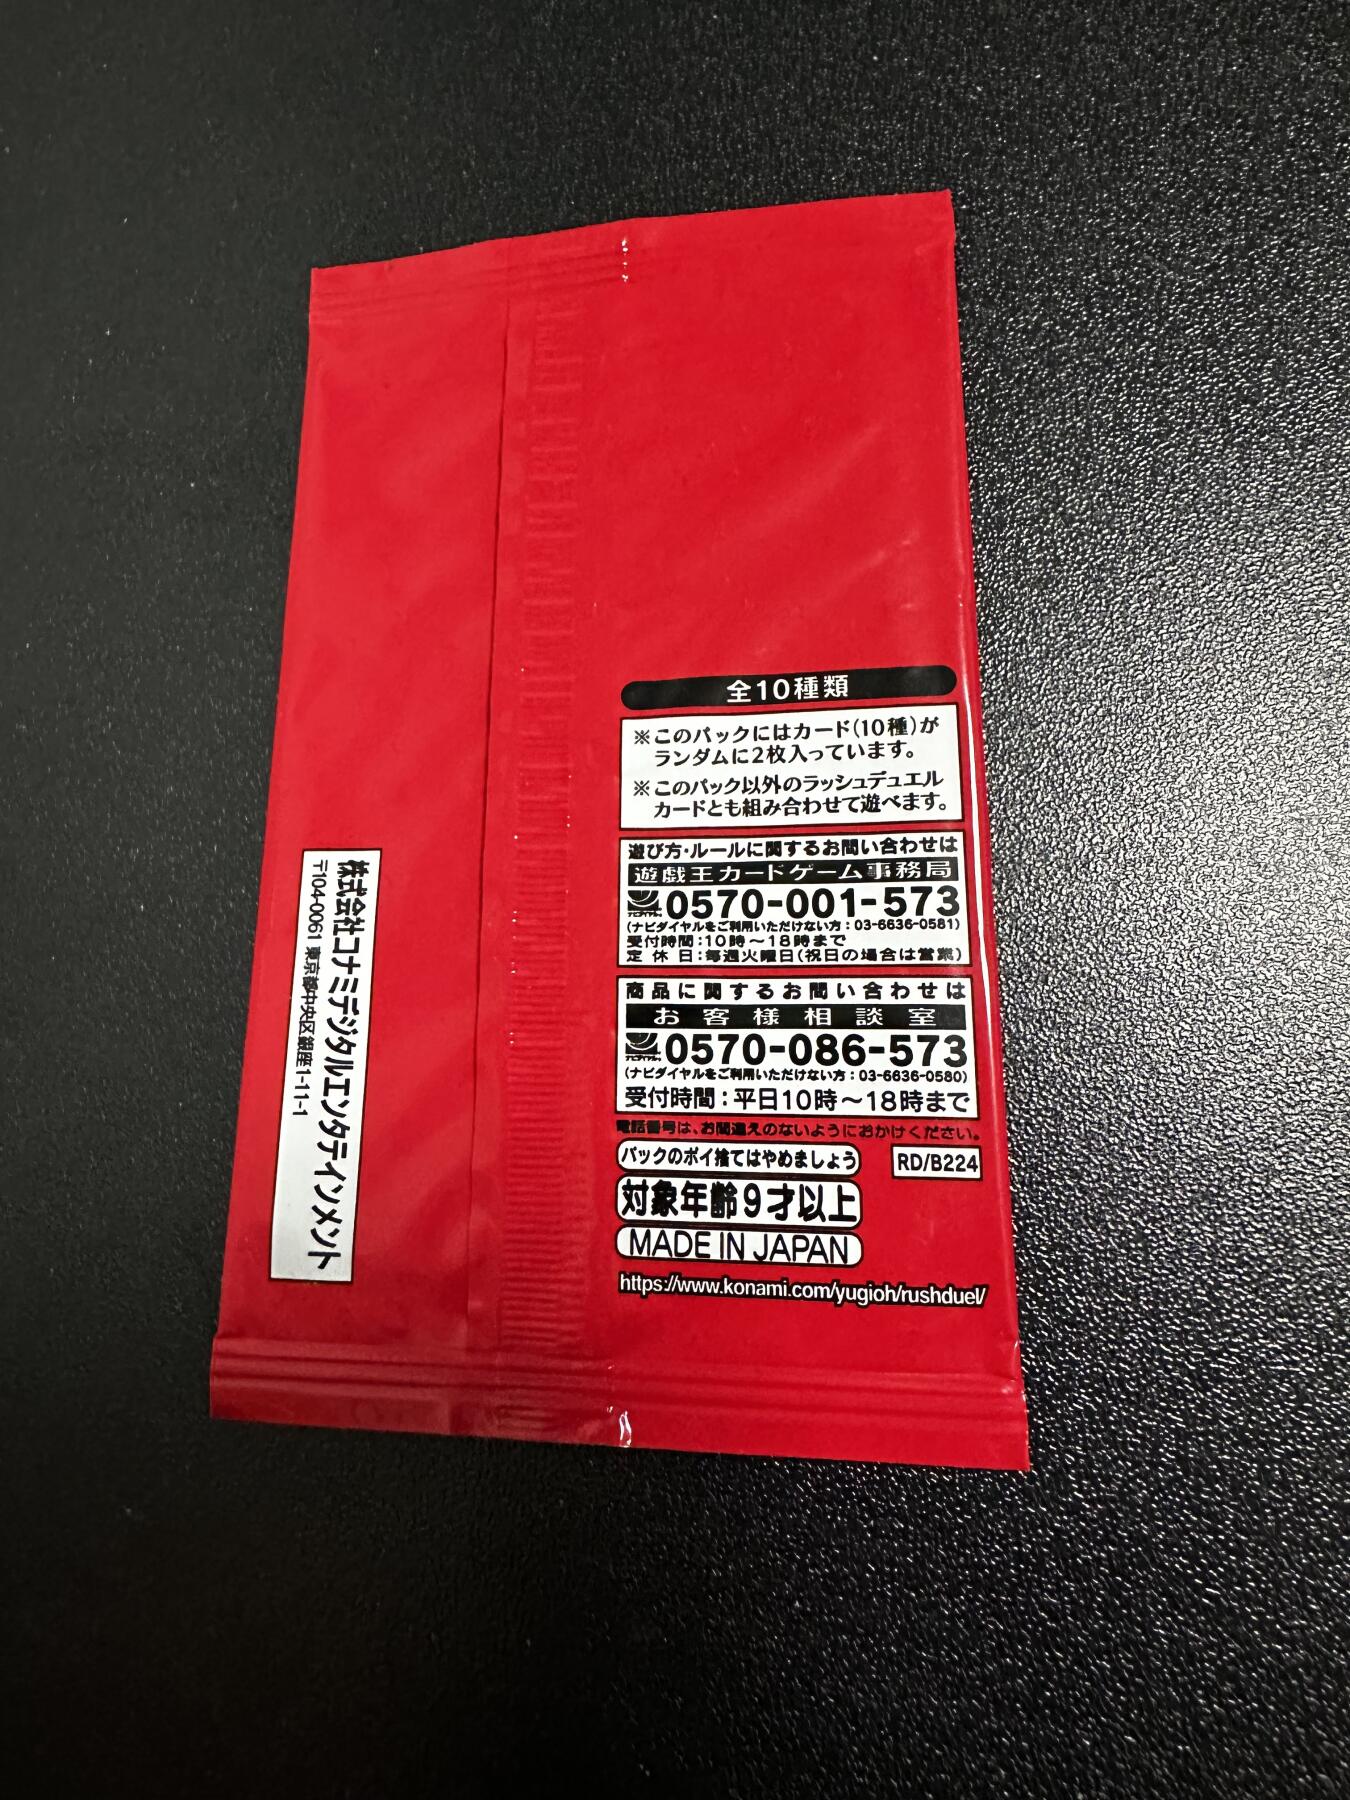 全10種類
※このパックにはカード(10種)が
ランダムに2枚入っています。
※このパック以外のラッシュデュエル
カードとも組み合わせて遊べます。
遊び方・ルールに関するお問い合わせは
遊戯王カードゲーム事務局
0570-001-573
(ナビダイヤルをご利用いただけない方：03-6636-0581)
受付時間：10時～18時まで
定休日：毎週火曜日(祝日の場合は営業)
商品に関するお問い合わせは
お客様相談室
0570-086-573
(ナビダイヤルをご利用いただけない方：03-6636-0580)
受付時間：平日10時～18時まで
電話番号は、お間違えのないようにおかけください。
パックのポイ捨てはやめましょう
RD/B224
対象年齢9才以上
MADE IN JAPAN
https://www.konami.com/yugioh/rushduel/
株式会社コナミデジタルエンタテインメント
〒104-0061 東京都中央区銀座1-11-1